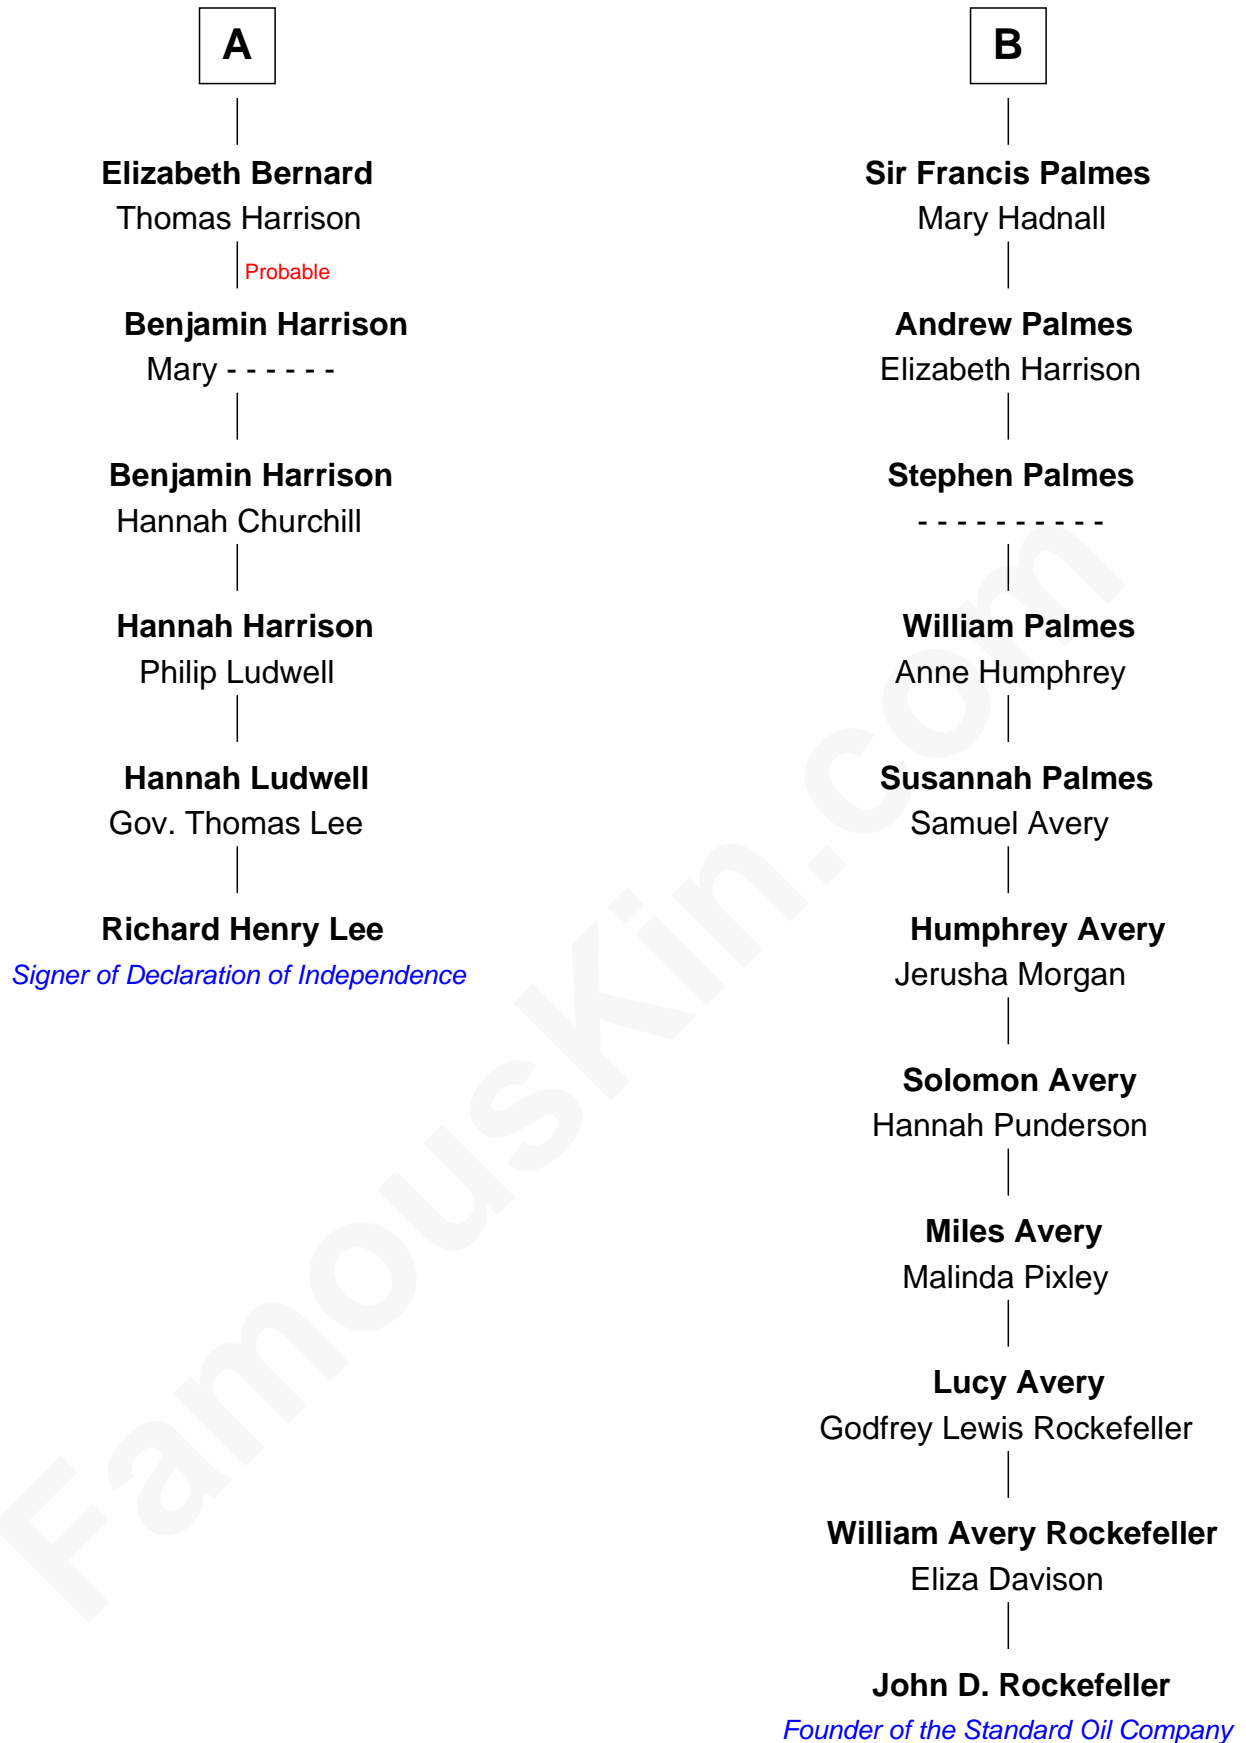 A
Elizabeth Bernard
Thomas Harrison
Probable
Benjamin Harrison
Mary - - - - - -
Benjamin Harrison
Hannah Churchill
Hannah Harrison
Philip Ludwell
Hannah Ludwell
Gov. Thomas Lee
Richard Henry Lee
Signer of Declaration of Independence
B
Sir Francis Palmes
Mary Hadnall
Andrew Palmes
Elizabeth Harrison
Stephen Palmes
- - - - - - - - - -
William Palmes
Anne Humphrey
Susannah Palmes
Samuel Avery
Humphrey Avery
Jerusha Morgan
Solomon Avery
Hannah Punderson
Miles Avery
Malinda Pixley
Lucy Avery
Godfrey Lewis Rockefeller
William Avery Rockefeller
Eliza Davison
John D. Rockefeller
Founder of the Standard Oil Company
FamousKin.com